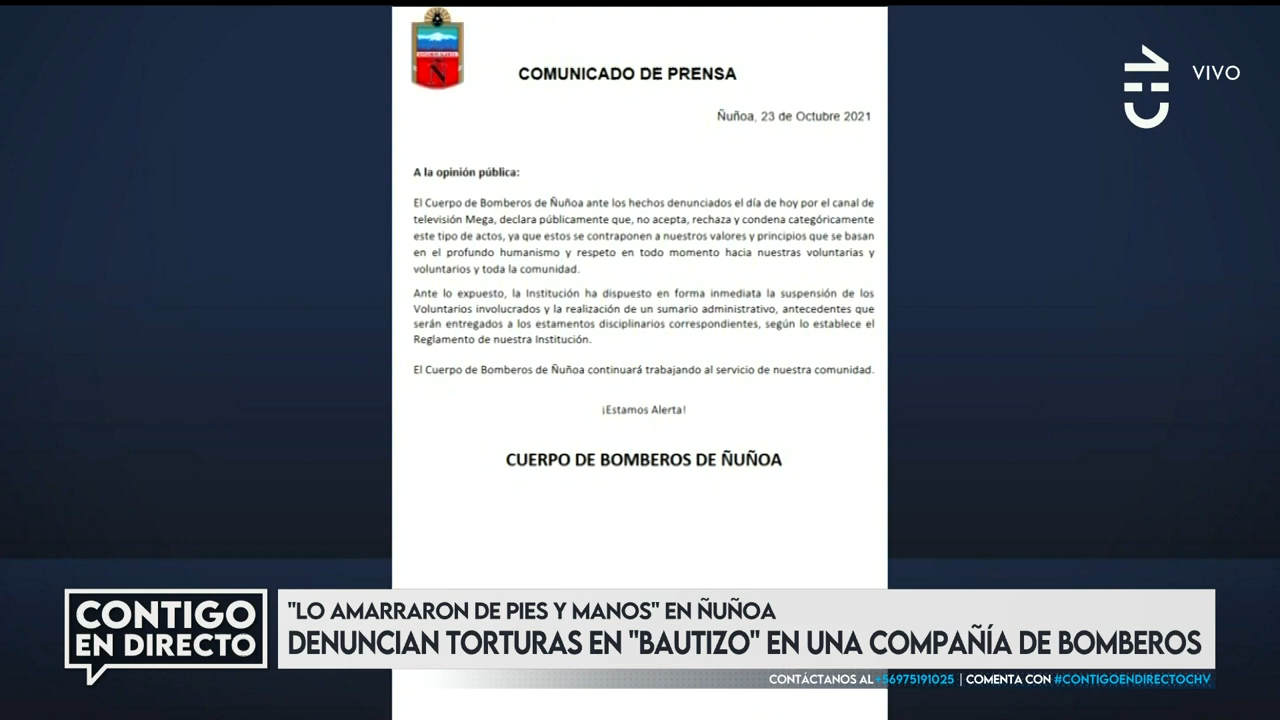 COMUNICADO DE PRENSA
Ñuñoa, 23 de Octubre 2021
A la opinión pública:
El Cuerpo de Bomberos de Ñuñoa ante los hechos denunciados el día de hoy por el canal de
televisión Mega, declara públicamente que, no acepta, rechaza y condena categóricamente
este tipo de actos, ya que estos se contraponen a nuestros valores y principios que se basan
en el profundo humanismo y respeto en todo momento hacia nuestras voluntarias y
voluntarios y toda la comunidad.
Ante lo expuesto, la Institución ha dispuesto en forma inmediata la suspensión de los
Voluntarios involucrados y la realización de un sumario administrativo, antecedentes que
serán entregados a los estamentos disciplinarios correspondientes, según lo establece el
Reglamento de nuestra Institución.
El Cuerpo de Bomberos de Ñuñoa continuará trabajando al servicio de nuestra comunidad.
¡Estamos Alerta!
CUERPO DE BOMBEROS DE ÑUÑOA
Ñ
CHV
VIVO
CONTIGO
EN DIRECTO
"LO AMARRARON DE PIES Y MANOS" EN ÑUÑOA
DENUNCIAN TORTURAS EN "BAUTIZO" EN UNA COMPAÑÍA DE BOMBEROS
CONTÁCTANOS AL +56975191025 | COMENTA CON #CONTIGOENDIRECTOCHV